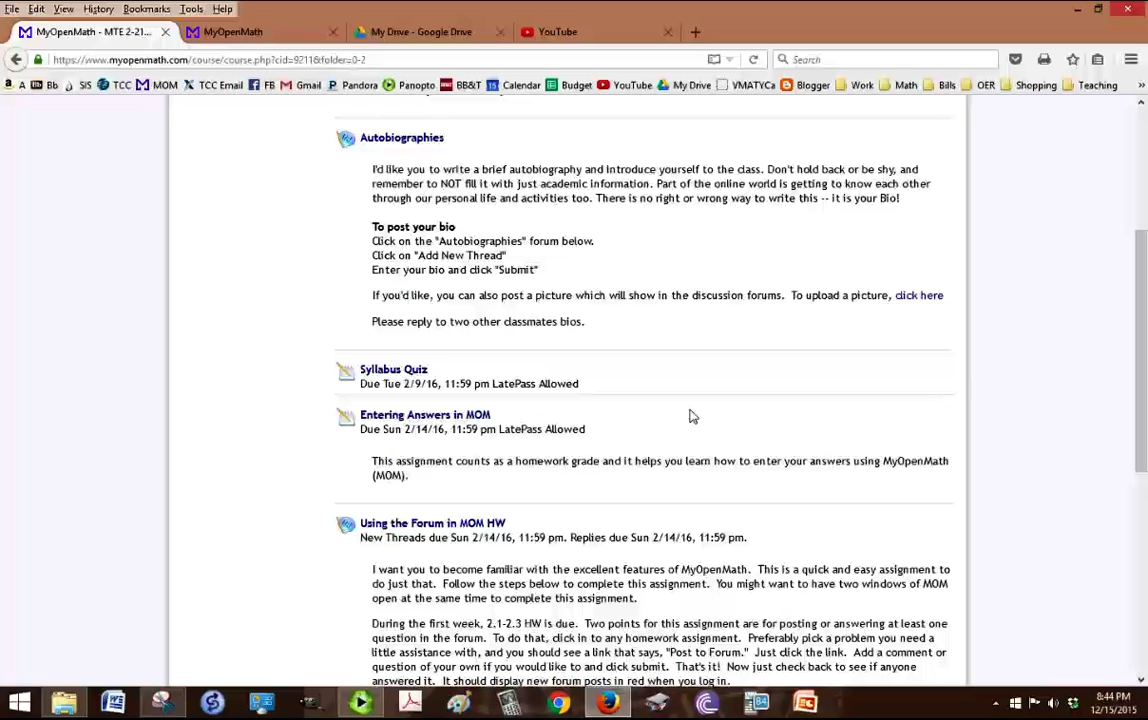 File Edit View History Bookmarks Tools Help
MyOpenMath - MTE 2-21... MyOpenMath My Drive - Google Drive YouTube
https://www.myopenmath.com/course/course.php?cid=9211&folder=0-2 Search
A Bb SIS TCC MOM TCC Email FB Gmail Pandora Panopto BB&T Calendar Budget YouTube My Drive VMATYCa Blogger Work Math Bills OER Shopping Teaching
Autobiographies
I'd like you to write a brief autobiography and introduce yourself to the class. Don't hold back or be shy, and
remember to NOT fill it with just academic information. Part of the online world is getting to know each other
through our personal life and activities too. There is no right or wrong way to write this -- it is your Bio!
To post your bio
Click on the "Autobiographies" forum below.
Click on "Add New Thread"
Enter your bio and click "Submit"
If you'd like, you can also post a picture which will show in the discussion forums. To upload a picture, click here
Please reply to two other classmates bios.
Syllabus Quiz
Due Tue 2/9/16, 11:59 pm LatePass Allowed
Entering Answers in MOM
Due Sun 2/14/16, 11:59 pm LatePass Allowed
This assignment counts as a homework grade and it helps you learn how to enter your answers using MyOpenMath
(MOM).
Using the Forum in MOM HW
New Threads due Sun 2/14/16, 11:59 pm. Replies due Sun 2/14/16, 11:59 pm.
I want you to become familiar with the excellent features of MyOpenMath. This is a quick and easy assignment to
do just that. Follow the steps below to complete this assignment. You might want to have two windows of MOM
open at the same time to complete this assignment.
During the first week, 2.1-2.3 HW is due. Two points for this assignment are for posting or answering at least one
question in the forum. To do that, click in to any homework assignment. Preferably pick a problem you need a
little assistance with, and you should see a link that says, "Post to Forum." Just click the link. Add a comment or
question of your own if you would like to and click submit. That's it! Now just check back to see if anyone
answered it. It should display new forum posts in red when you log in.
8:44 PM
12/15/2015